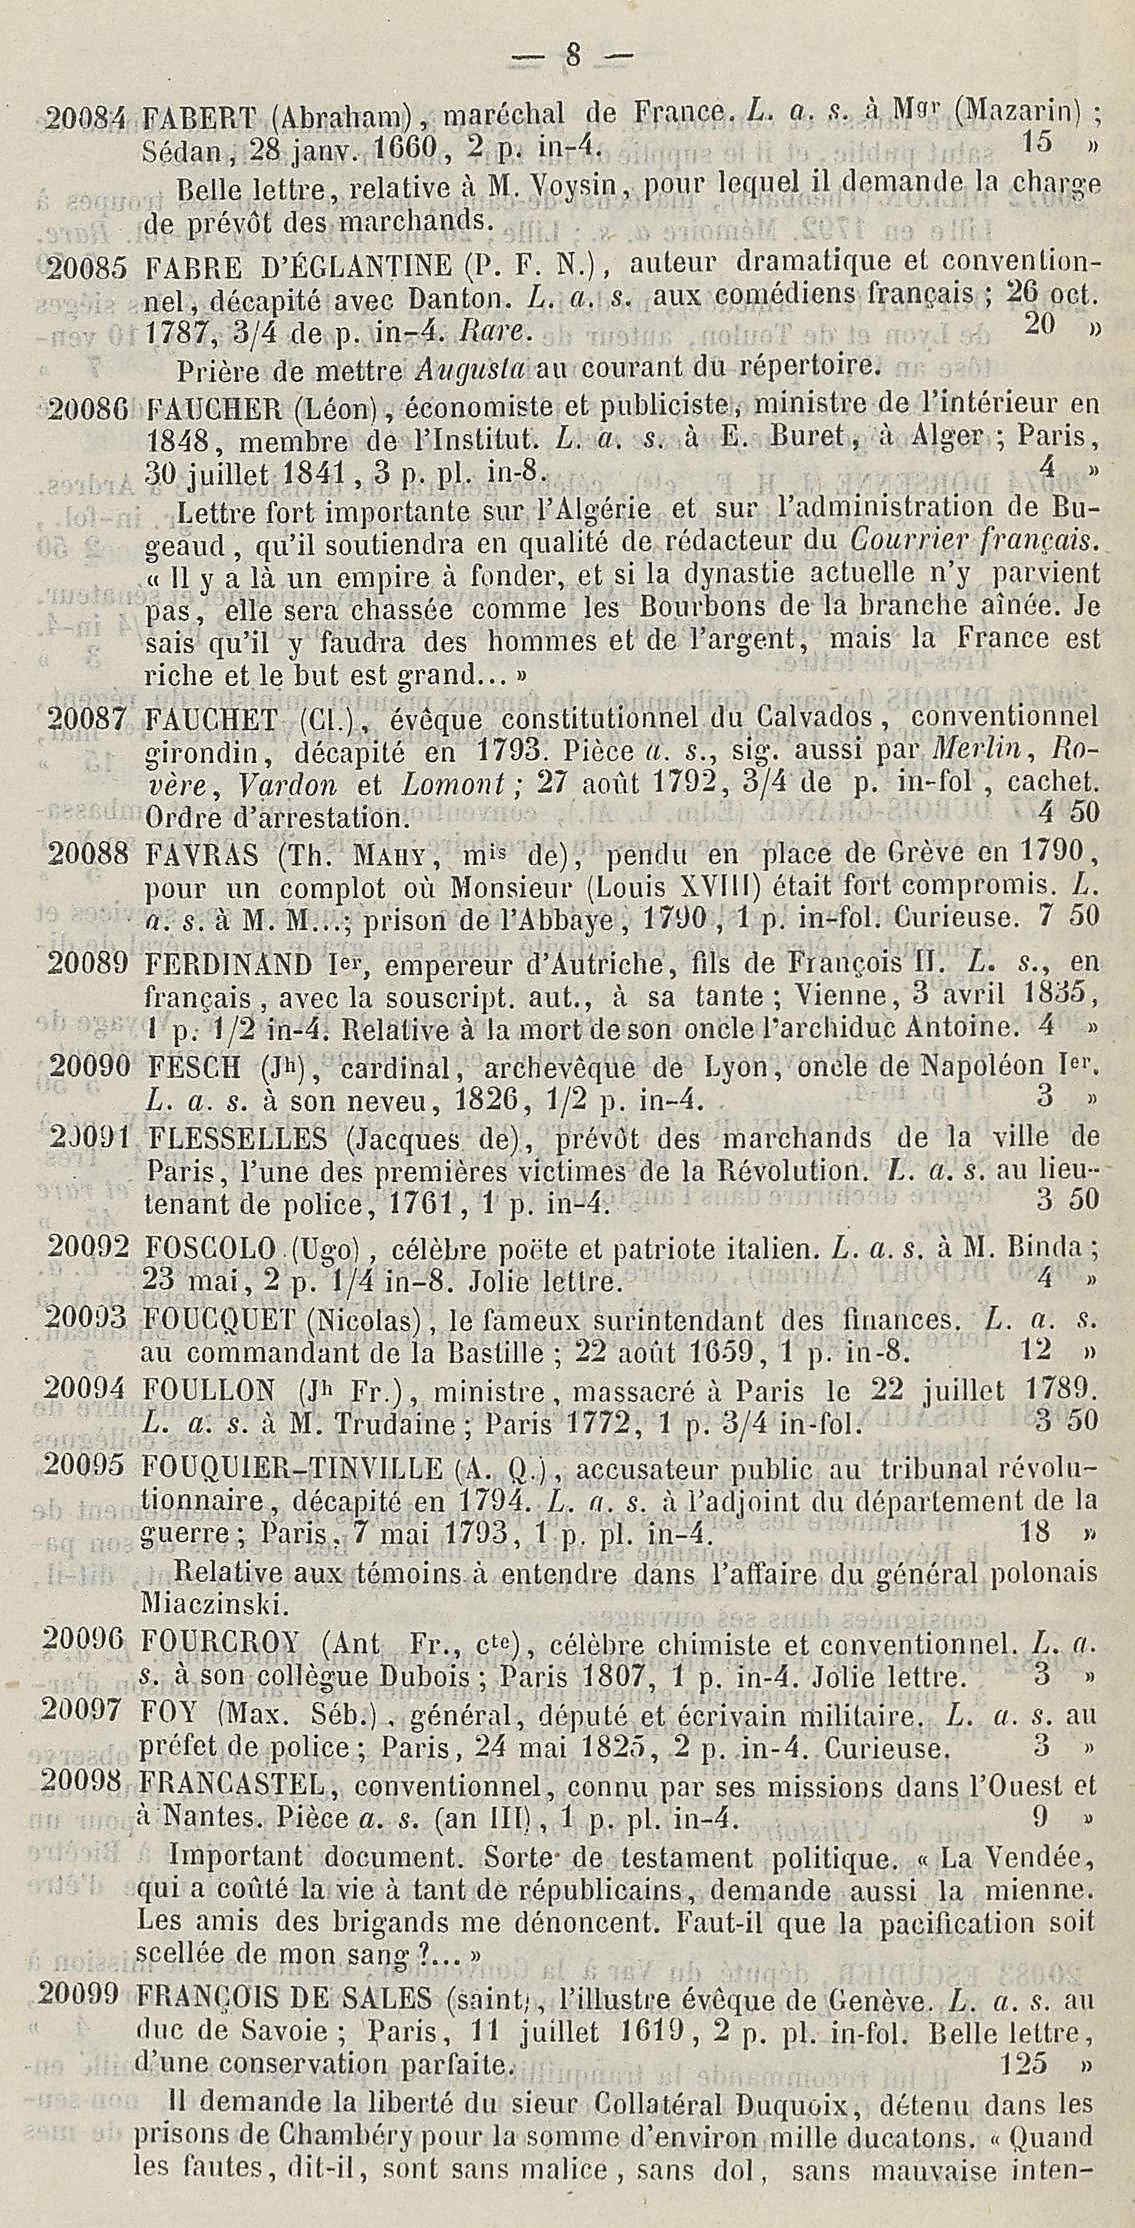 — 8 —
20084 FABERT (Abraham), maréchal de France. L. a. s. à Mgr (Mazarin) ;
Sédan, 28 janv. 1660, 2 p. in-4. 15 »
Belle lettre, relative à M. Voysin, pour lequel il demande la charge
de prévôt des marchands.
20085 FABRE D'ÉGLANTINE (P. F. N.), auteur dramatique et convention-
nel, décapité avec Danton. L. a. s. aux comédiens français ; 26 oct.
1787, 3/4 de p. in-4. Rare. 20 »
Prière de mettre Augusta au courant du répertoire.
20086 FAUCHER (Léon), économiste et publiciste, ministre de l'intérieur en
1848, membre de l'Institut. L. a. s. à E. Buret, à Alger ; Paris,
30 juillet 1841, 3 p. pl. in-8. 4 »
Lettre fort importante sur l'Algérie et sur l'administration de Bu-
geaud, qu'il soutiendra en qualité de rédacteur du Courrier français.
« Il y a là un empire à fonder, et si la dynastie actuelle n'y parvient
pas, elle sera chassée comme les Bourbons de la branche aînée. Je
sais qu'il y faudra des hommes et de l'argent, mais la France est
riche et le but est grand... »
20087 FAUCHET (Cl.), évêque constitutionnel du Calvados, conventionnel
girondin, décapité en 1793. Pièce a. s., sig. aussi par Merlin, Ro-
vère, Vardon et Lomont ; 27 août 1792, 3/4 de p. in-fol, cachet.
Ordre d'arrestation. 4 50
20088 FAVRAS (Th. MAHY, mis de), pendu en place de Grève en 1790,
pour un complot où Monsieur (Louis XVIII) était fort compromis. L.
a. s. à M. M...; prison de l'Abbaye, 1790, 1 p. in-fol. Curieuse. 7 50
20089 FERDINAND Ier, empereur d'Autriche, fils de François II. L. s., en
français, avec la souscript. aut., à sa tante ; Vienne, 3 avril 1835,
1 p. 1/2 in-4. Relative à la mort de son oncle l'archiduc Antoine. 4 »
20090 FESCH (Jh), cardinal, archevêque de Lyon, oncle de Napoléon Ier.
L. a. s. à son neveu, 1826, 1/2 p. in-4. 3 »
20091 FLESSELLES (Jacques de), prévôt des marchands de la ville de
Paris, l'une des premières victimes de la Révolution. L. a. s. au lieu-
tenant de police, 1761, 1 p. in-4. 3 50
20092 FOSCOLO (Ugo), célèbre poëte et patriote italien. L. a. s. à M. Binda ;
23 mai, 2 p. 1/4 in-8. Jolie lettre. 4 »
20093 FOUCQUET (Nicolas), le fameux surintendant des finances. L. a. s.
au commandant de la Bastille ; 22 août 1659, 1 p. in-8. 12 »
20094 FOULLON (Jh Fr.), ministre, massacré à Paris le 22 juillet 1789.
L. a. s. à M. Trudaine ; Paris 1772, 1 p. 3/4 in-fol. 3 50
20095 FOUQUIER-TINVILLE (A. Q.), accusateur public au tribunal révolu-
tionnaire, décapité en 1794. L. a. s. à l'adjoint du département de la
guerre ; Paris, 7 mai 1793, 1 p. pl. in-4. 18 »
Relative aux témoins à entendre dans l'affaire du général polonais
Miaczinski.
20096 FOURCROY (Ant Fr., cte), célèbre chimiste et conventionnel. L. a.
s. à son collègue Dubois ; Paris 1807, 1 p. in-4. Jolie lettre. 3 »
20097 FOY (Max. Séb.), général, député et écrivain militaire. L. a. s. au
préfet de police ; Paris, 24 mai 1825, 2 p. in-4. Curieuse. 3 »
20098 FRANCASTEL, conventionnel, connu par ses missions dans l'Ouest et
à Nantes. Pièce a. s. (an III), 1 p. pl. in-4. 9 »
Important document. Sorte de testament politique. « La Vendée,
qui a coûté la vie à tant de républicains, demande aussi la mienne.
Les amis des brigands me dénoncent. Faut-il que la pacification soit
scellée de mon sang ?... »
20099 FRANÇOIS DE SALES (saint), l'illustre évêque de Genève. L. a. s. au
duc de Savoie ; Paris, 11 juillet 1619, 2 p. pl. in-fol. Belle lettre,
d'une conservation parfaite. 125 »
Il demande la liberté du sieur Collatéral Duquoix, détenu dans les
prisons de Chambéry pour la somme d'environ mille ducatons. « Quand
les fautes, dit-il, sont sans malice, sans dol, sans mauvaise inten-